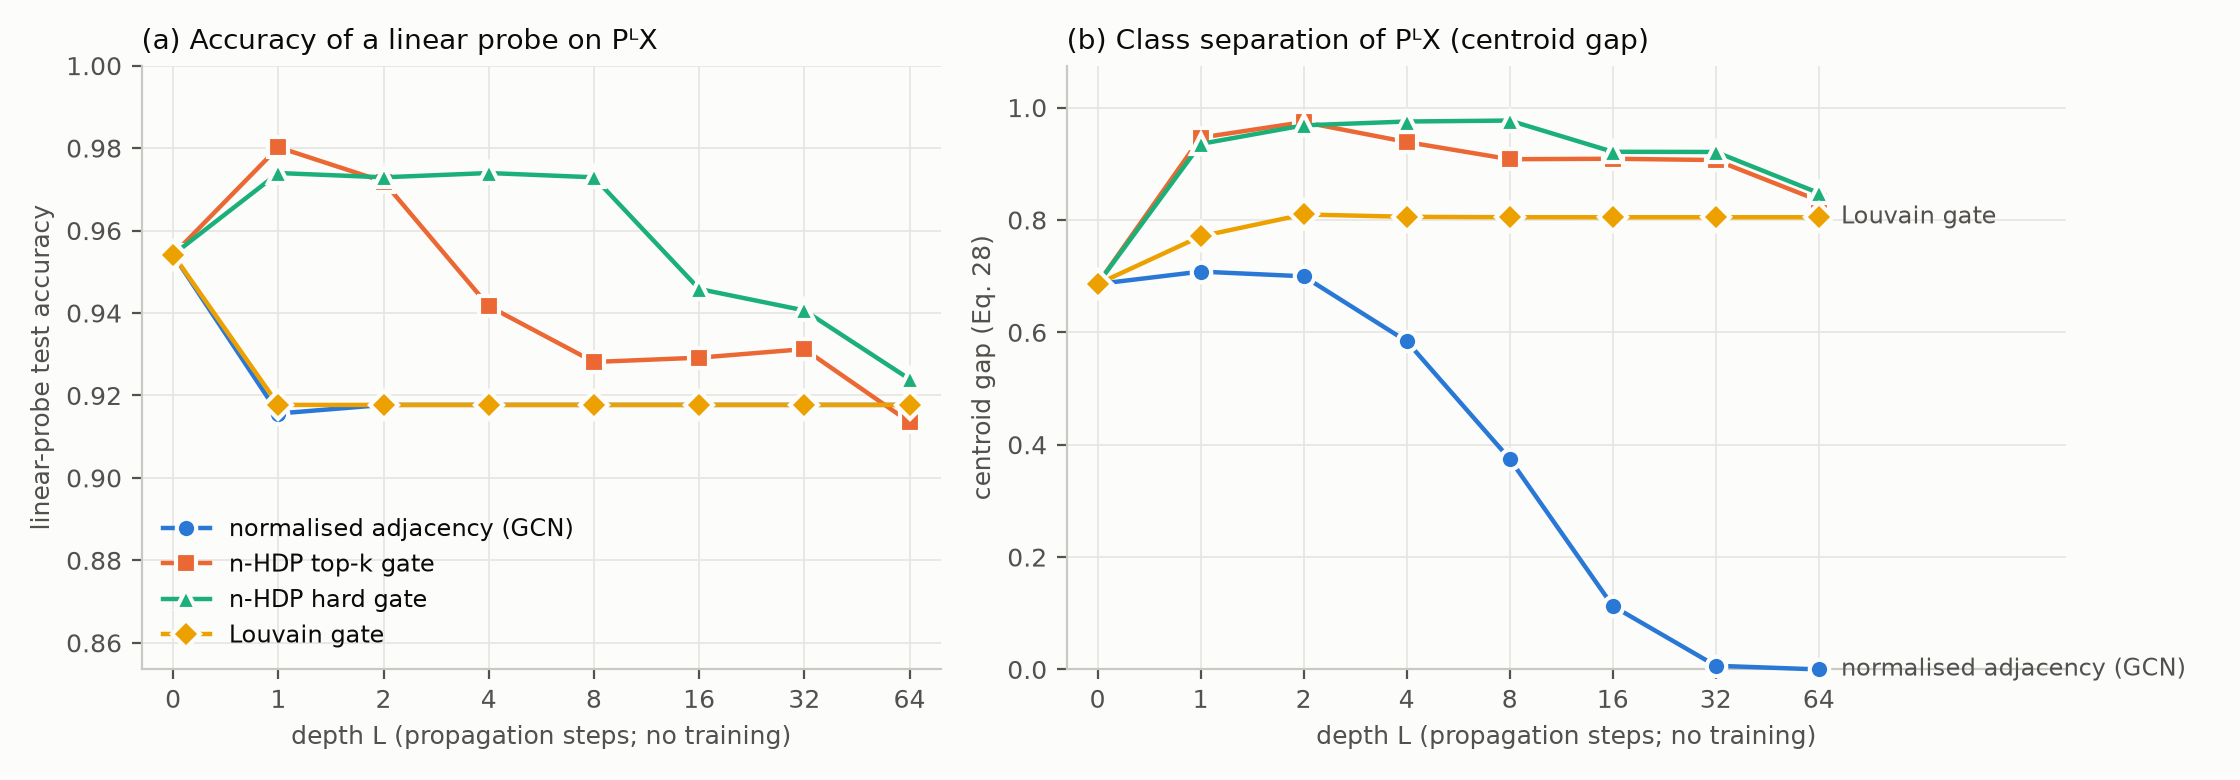 (a) Accuracy of a linear probe on PᴸX
linear-probe test accuracy
1.00
0.98
0.96
0.94
0.92
0.90
0.88
0.86
normalised adjacency (GCN)
n-HDP top-k gate
n-HDP hard gate
Louvain gate
0 1 2 4 8 16 32 64
depth L (propagation steps; no training)
(b) Class separation of PᴸX (centroid gap)
centroid gap (Eq. 28)
1.0
0.8
0.6
0.4
0.2
0.0
Louvain gate
normalised adjacency (GCN)
0 1 2 4 8 16 32 64
depth L (propagation steps; no training)